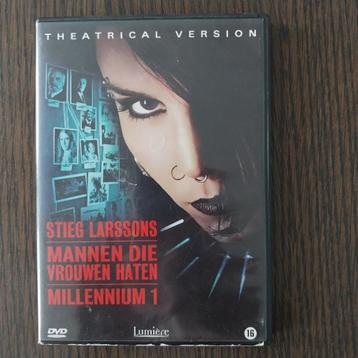 THEATRICAL VERSION
STIEG LARSSONS
MANNEN DIE
VROUWEN HATEN
MILLENNIUM 1
DVD
Lumière
16